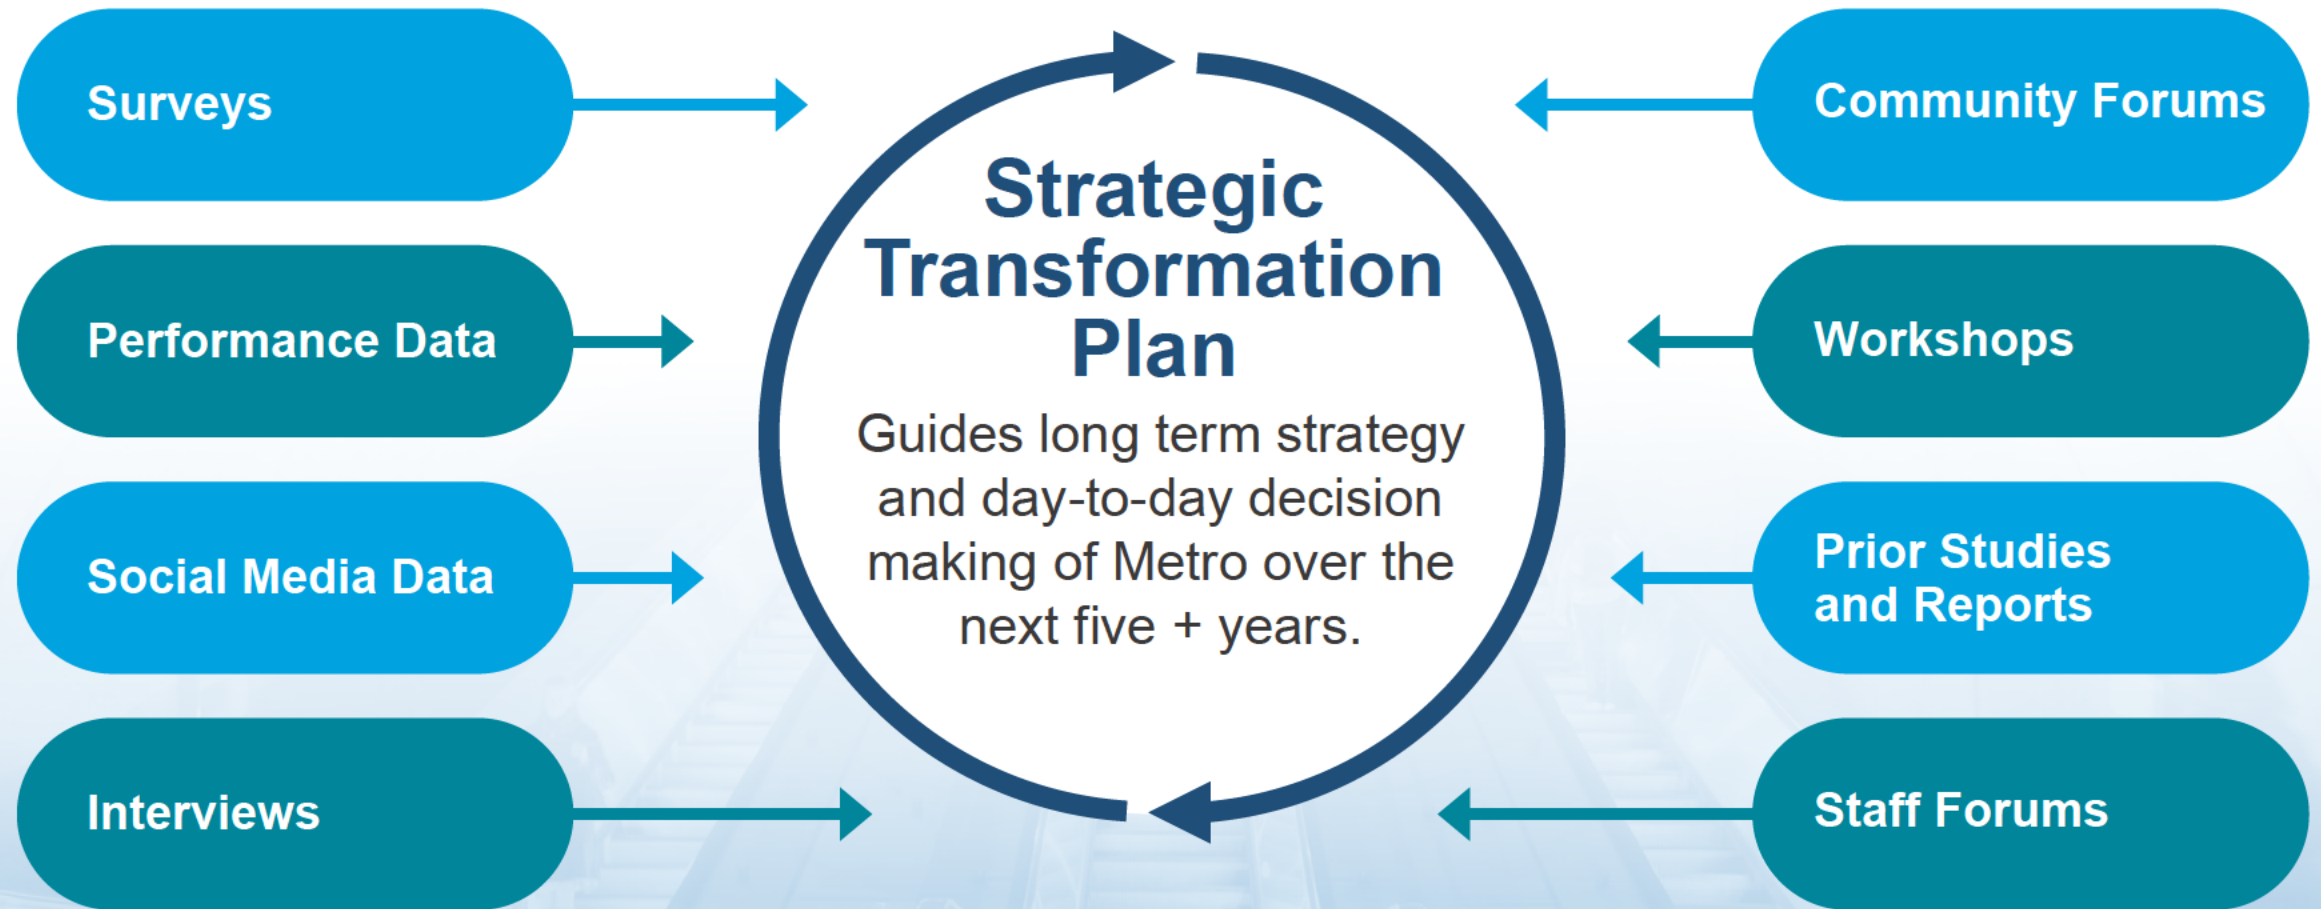 Surveys
Performance Data
Social Media Data
Interviews
Strategic
Transformation
Plan
Guides long term strategy
and day-to-day decision
making of Metro over the
next five + years.
Community Forums
Workshops
Prior Studies
and Reports
Staff Forums